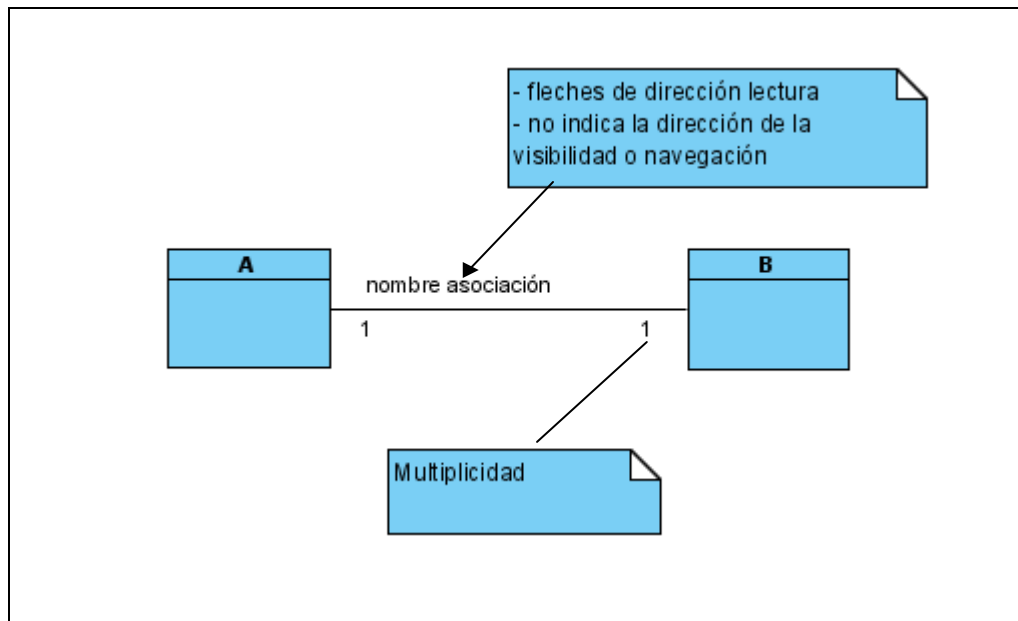 - fleches de dirección lectura
- no indica la dirección de la
visibilidad o navegación
A
B
nombre asociación
1
1
Multiplicidad